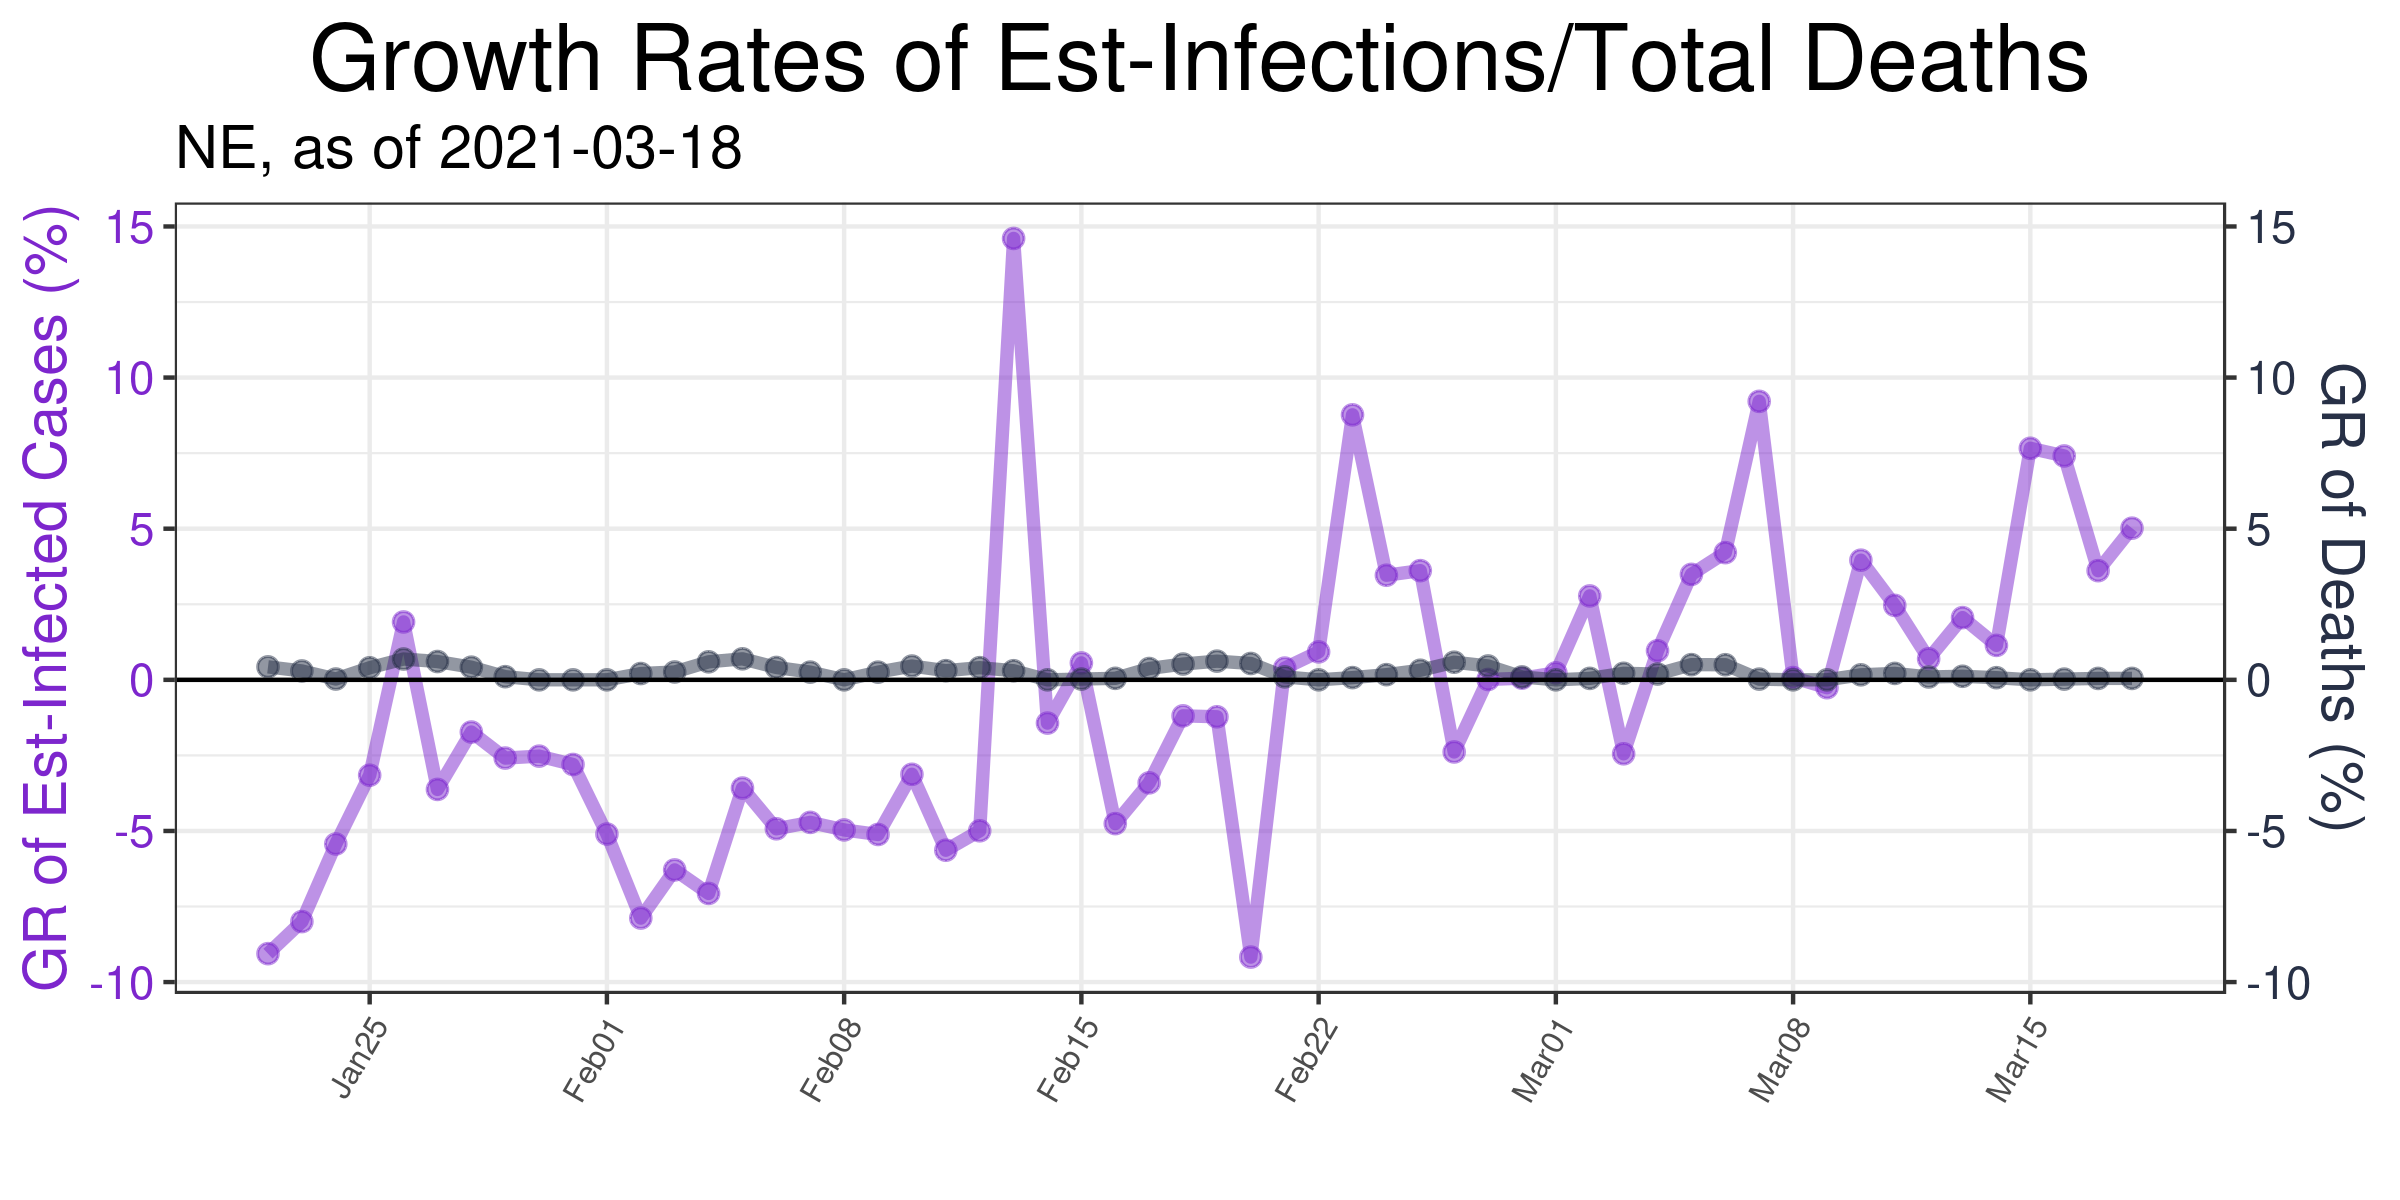 Growth Rates of Est-Infections/Total Deaths
NE, as of 2021-03-18
GR of Est-Infected Cases (%)
15
10
5
0
-5
-10
15
10
5
0
-5
-10
GR of Deaths (%)
Jan25
Feb01
Feb08
Feb15
Feb22
Mar01
Mar08
Mar15